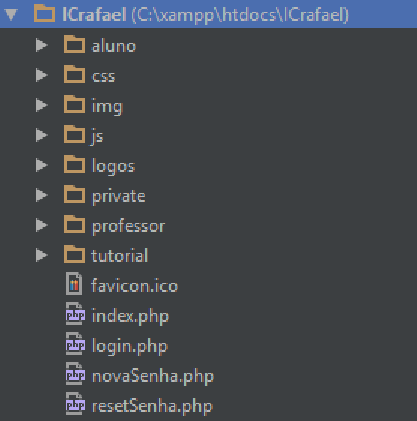 ICrafael (C:\xampp\htdocs\ICrafael)
aluno
css
img
js
logos
private
professor
tutorial
favicon.ico
php index.php
php login.php
php novaSenha.php
php resetSenha.php